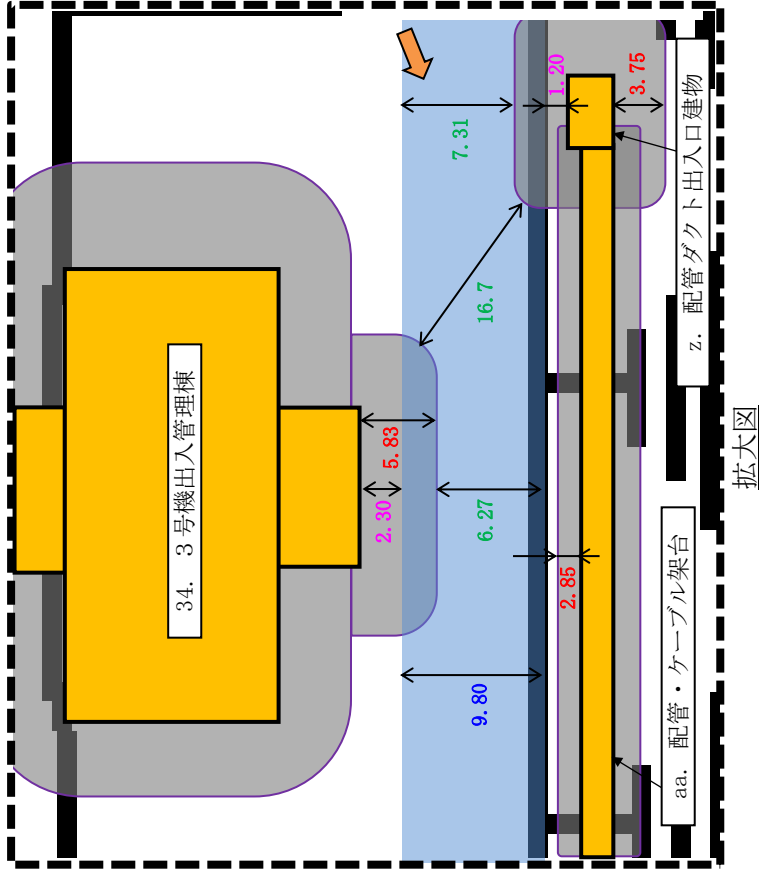 拡大図
34. 3号機出入管理棟
z. 配管ダクト出入口建物
aa. 配管・ケーブル架台
7.31
1.20
3.75
16.7
5.83
2.30
6.27
2.85
9.80